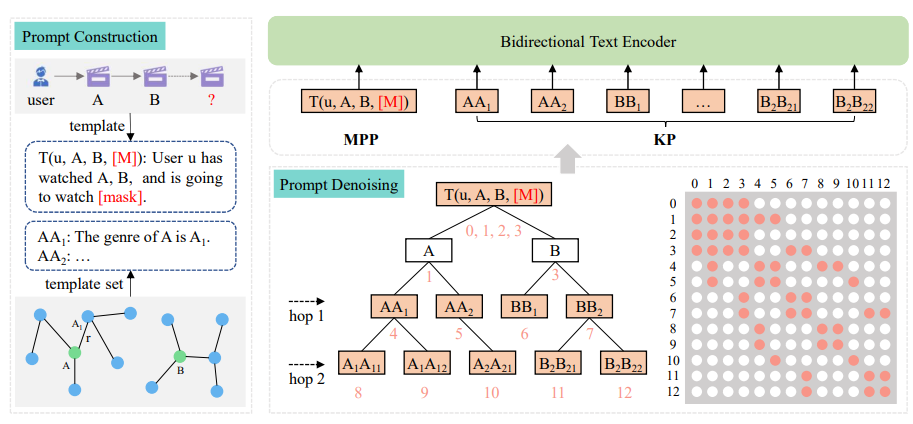 Prompt Construction
user A B ?
template
T(u, A, B, [M]): User u has
watched A, B, and is going
to watch [mask].
AA₁: The genre of A is A₁.
AA₂: ...
template set
A₁
r
A
B
Bidirectional Text Encoder
T(u, A, B, [M]) AA₁ AA₂ BB₁ ... B₂B₂₁ B₂B₂₂
MPP KP
Prompt Denoising
T(u, A, B, [M])
0, 1, 2, 3
A B
1 3
hop 1
AA₁ AA₂ BB₁ BB₂
4 5 6 7
hop 2
A₁A₁₁ A₁A₁₂ A₂A₂₁ B₂B₂₁ B₂B₂₂
8 9 10 11 12
0 1 2 3 4 5 6 7 8 9 10 11 12
0
1
2
3
4
5
6
7
8
9
10
11
12